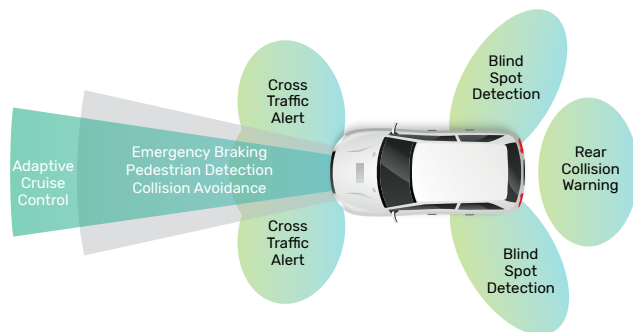 Adaptive
Cruise
Control
Emergency Braking
Pedestrian Detection
Collision Avoidance
Cross
Traffic
Alert
Cross
Traffic
Alert
Blind
Spot
Detection
Rear
Collision
Warning
Blind
Spot
Detection